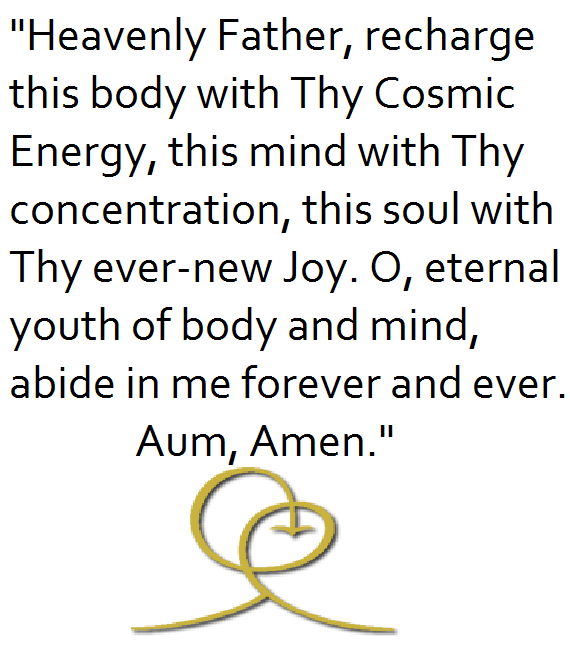 "Heavenly Father, recharge
this body with Thy Cosmic
Energy, this mind with Thy
concentration, this soul with
Thy ever-new Joy. O, eternal
youth of body and mind,
abide in me forever and ever.
Aum, Amen."